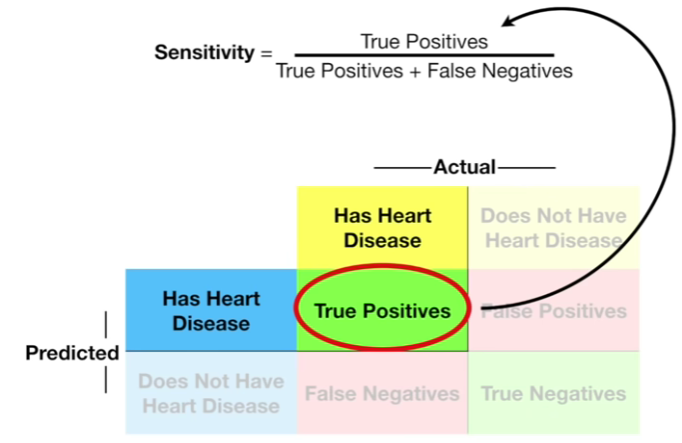 True Positives
Sensitivity =
True Positives + False Negatives
Actual
Has Heart
Disease
Does Not Have
Heart Disease
Has Heart
Disease
True Positives
False Positives
Predicted
Does Not Have
Heart Disease
False Negatives
True Negatives